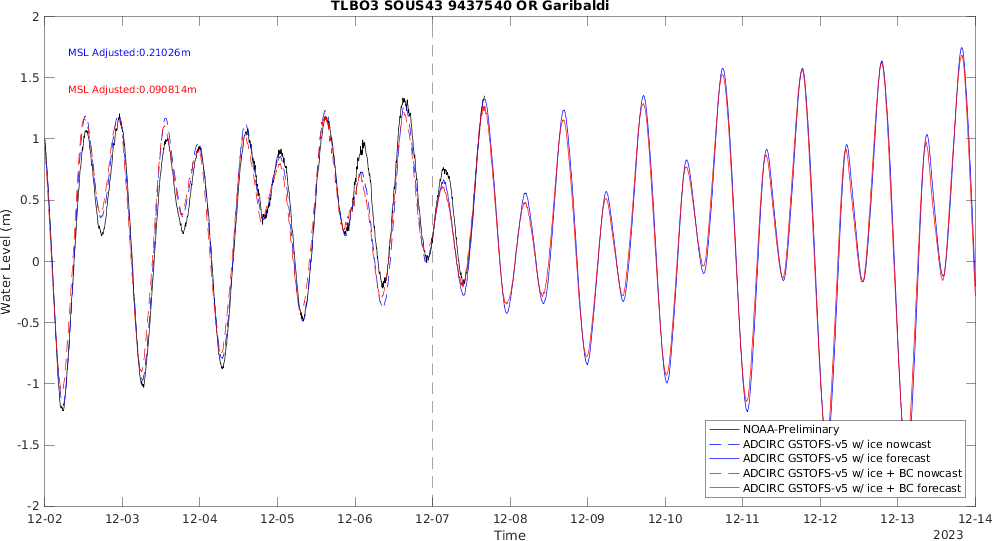 TLBO3 SOUS43 9437540 OR Garibaldi
2
1.5
1
0.5
0
-0.5
-1
-1.5
-2
Water Level (m)
MSL Adjusted:0.21026m
MSL Adjusted:0.090814m
NOAA-Preliminary
ADCIRC GSTOFS-v5 w/ ice nowcast
ADCIRC GSTOFS-v5 w/ ice forecast
ADCIRC GSTOFS-v5 w/ ice + BC nowcast
ADCIRC GSTOFS-v5 w/ ice + BC forecast
12-02 12-03 12-04 12-05 12-06 12-07 12-08 12-09 12-10 12-11 12-12 12-13 12-14
Time
2023